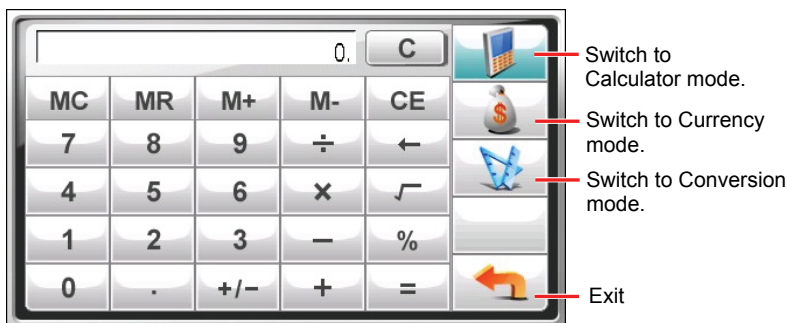 0. C
MC MR M+ M- CE
7 8 9 ÷ ←
4 5 6 × √
1 2 3 − %
0 . +/− + =
$
Switch to
Calculator mode.
Switch to Currency
mode.
Switch to Conversion
mode.
Exit